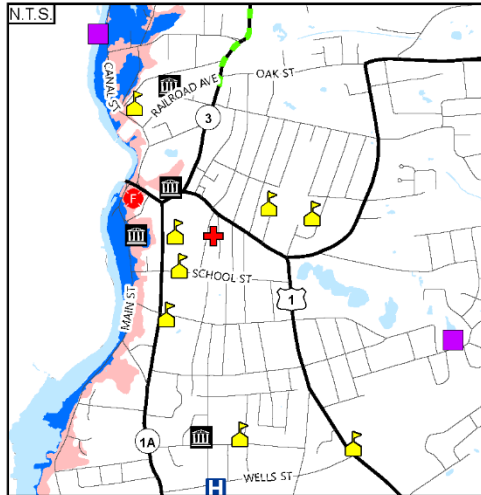 N.T.S.
CANAL ST
RAILROAD AVE
OAK ST
3
F
SCHOOL ST
MAIN ST
1
1A
WELLS ST
H